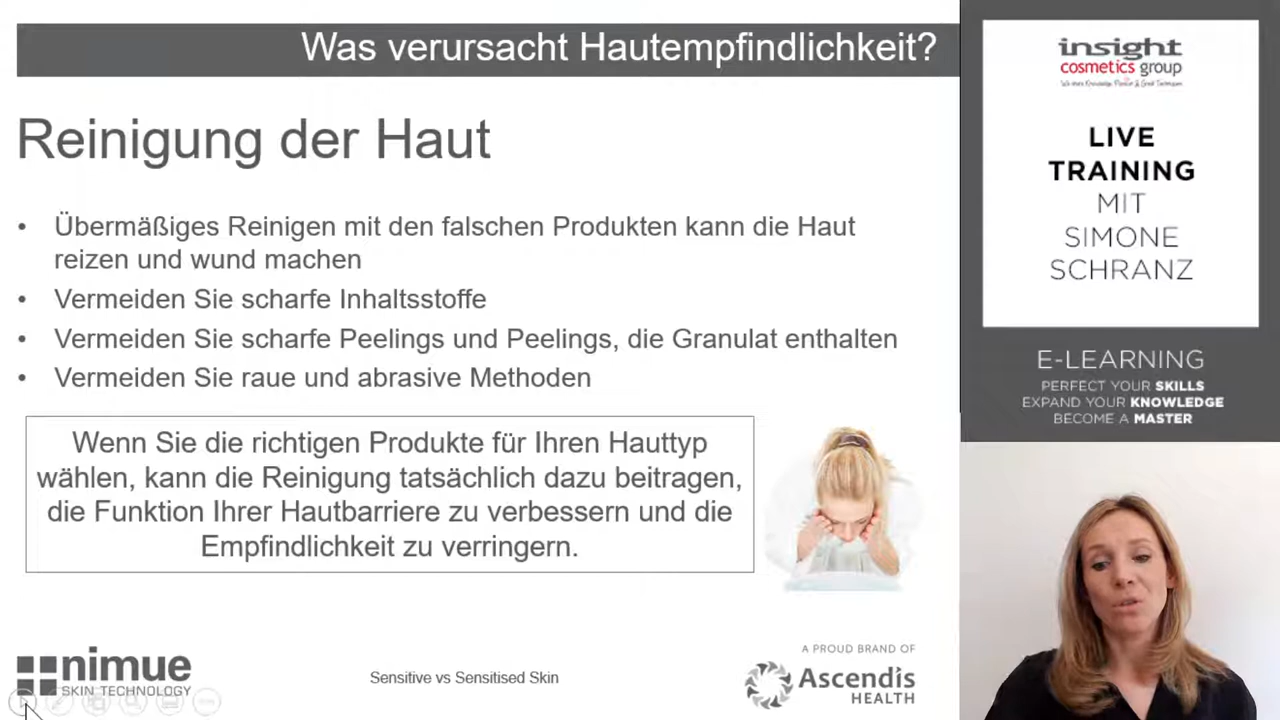 Was verursacht Hautempfindlichkeit?
Reinigung der Haut
• Übermäßiges Reinigen mit den falschen Produkten kann die Haut
reizen und wund machen
• Vermeiden Sie scharfe Inhaltsstoffe
• Vermeiden Sie scharfe Peelings und Peelings, die Granulat enthalten
• Vermeiden Sie raue und abrasive Methoden
Wenn Sie die richtigen Produkte für Ihren Hauttyp
wählen, kann die Reinigung tatsächlich dazu beitragen,
die Funktion Ihrer Hautbarriere zu verbessern und die
Empfindlichkeit zu verringern.
nimue
SKIN TECHNOLOGY
Sensitive vs Sensitised Skin
A PROUD BRAND OF
Ascendis
HEALTH
insight
cosmetics group
LIVE
TRAINING
MIT
SIMONE
SCHRANZ
E-LEARNING
PERFECT YOUR SKILLS
EXPAND YOUR KNOWLEDGE
BECOME A MASTER